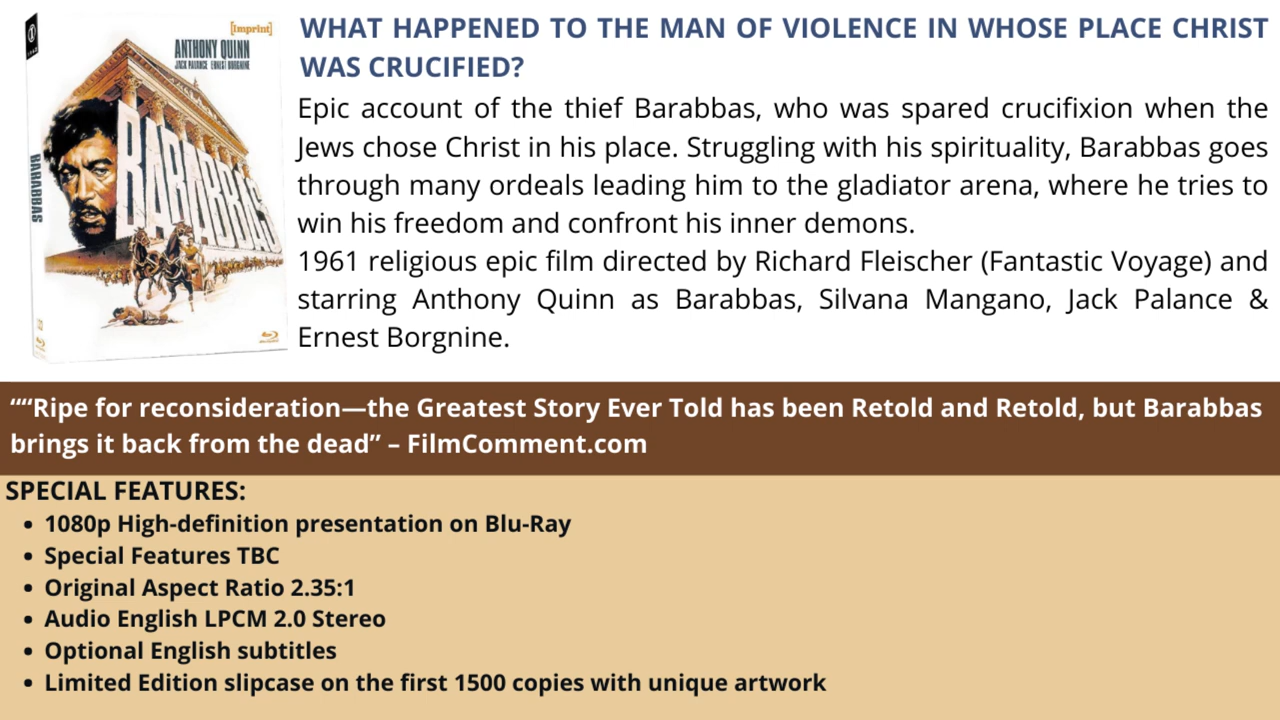 [Imprint]
ANTHONY QUINN
JACK PALANCE ERNEST BORGNINE
BARABBAS
BARABBAS
WHAT HAPPENED TO THE MAN OF VIOLENCE IN WHOSE PLACE CHRIST
WAS CRUCIFIED?
Epic account of the thief Barabbas, who was spared crucifixion when the
Jews chose Christ in his place. Struggling with his spirituality, Barabbas goes
through many ordeals leading him to the gladiator arena, where he tries to
win his freedom and confront his inner demons.
1961 religious epic film directed by Richard Fleischer (Fantastic Voyage) and
starring Anthony Quinn as Barabbas, Silvana Mangano, Jack Palance &
Ernest Borgnine.
““Ripe for reconsideration—the Greatest Story Ever Told has been Retold and Retold, but Barabbas
brings it back from the dead” – FilmComment.com
SPECIAL FEATURES:
• 1080p High-definition presentation on Blu-Ray
• Special Features TBC
• Original Aspect Ratio 2.35:1
• Audio English LPCM 2.0 Stereo
• Optional English subtitles
• Limited Edition slipcase on the first 1500 copies with unique artwork